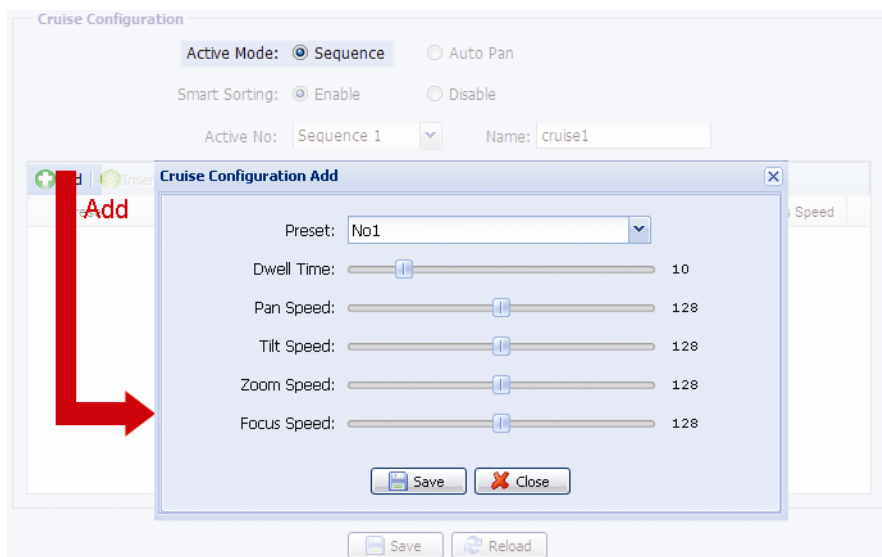 Cruise Configuration
Active Mode: Sequence Auto Pan
Smart Sorting: Enable Disable
Active No: Sequence 1 Name: cruise1
Add
Cruise Configuration Add
Speed
Preset: No1
Dwell Time: 10
Pan Speed: 128
Tilt Speed: 128
Zoom Speed: 128
Focus Speed: 128
Save Close
Save Reload